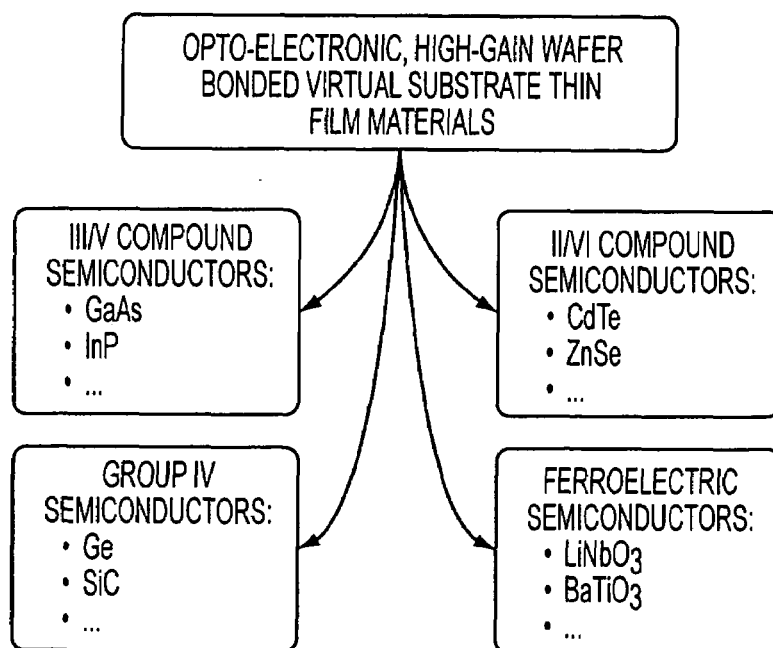 OPTO-ELECTRONIC, HIGH-GAIN WAFER
BONDED VIRTUAL SUBSTRATE THIN
FILM MATERIALS
III/V COMPOUND
SEMICONDUCTORS:
• GaAs
• InP
• ...
II/VI COMPOUND
SEMICONDUCTORS:
• CdTe
• ZnSe
• ...
GROUP IV
SEMICONDUCTORS:
• Ge
• SiC
• ...
FERROELECTRIC
SEMICONDUCTORS:
• LiNbO3
• BaTiO3
• ...